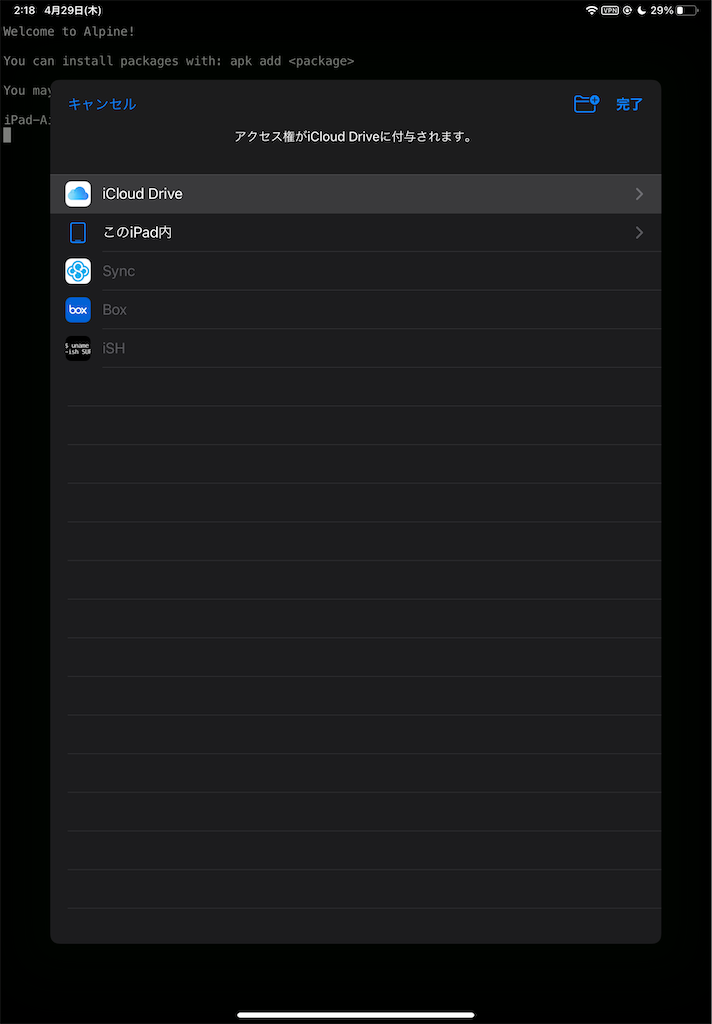 2:18 4月29日(木)
VPN
29%
Welcome to Alpine!
You can install packages with: apk add <package>
You may
キャンセル
完了
iPad-A
アクセス権がiCloud Driveに付与されます。
iCloud Drive
このiPad内
Sync
box
Box
$ uname
-ish
iSH